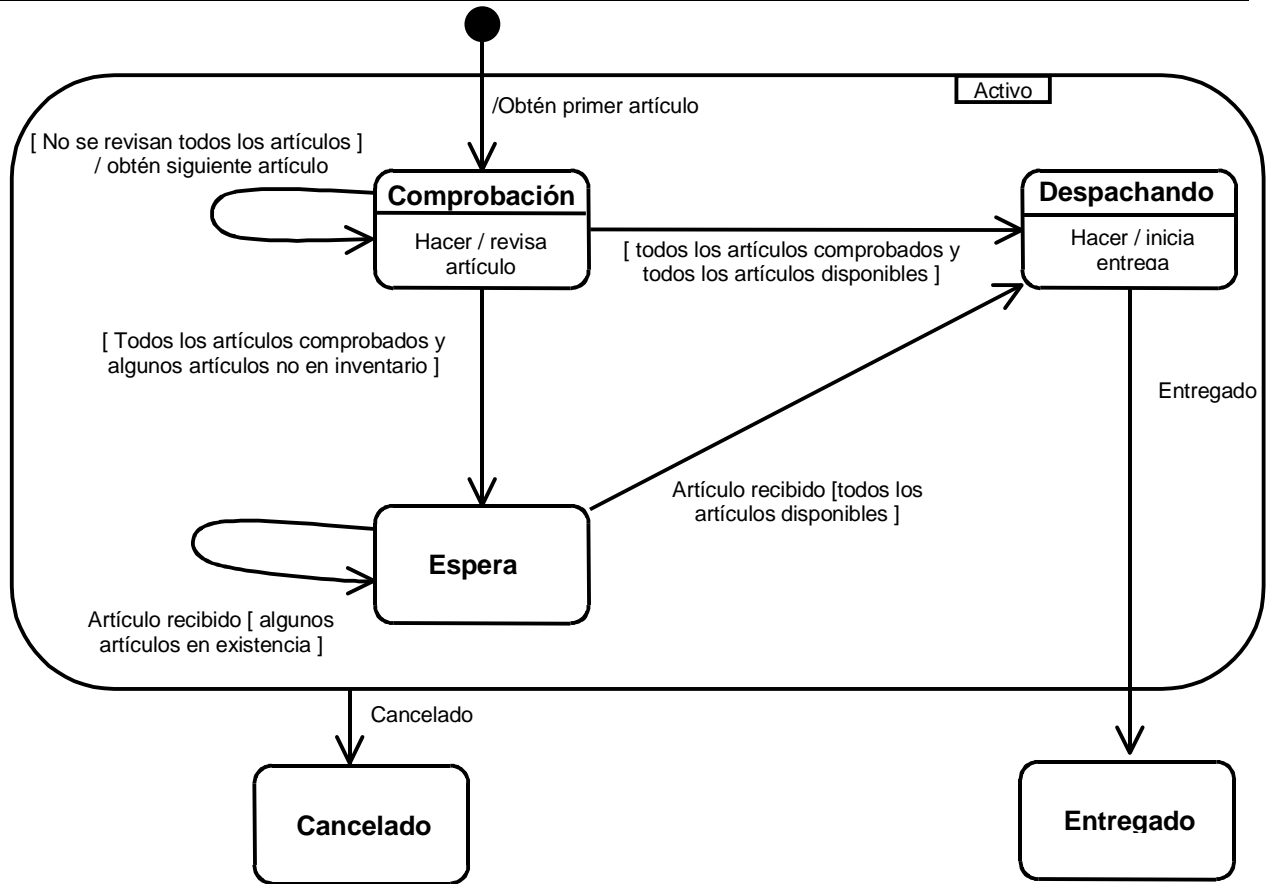 Activo
/Obtén primer artículo
[ No se revisan todos los artículos ]
/ obtén siguiente artículo
Comprobación
Hacer / revisa
artículo
Despachando
Hacer / inicia
entrega
[ todos los artículos comprobados y
todos los artículos disponibles ]
[ Todos los artículos comprobados y
algunos artículos no en inventario ]
Entregado
Artículo recibido [todos los
artículos disponibles ]
Espera
Artículo recibido [ algunos
artículos en existencia ]
Cancelado
Cancelado
Entregado